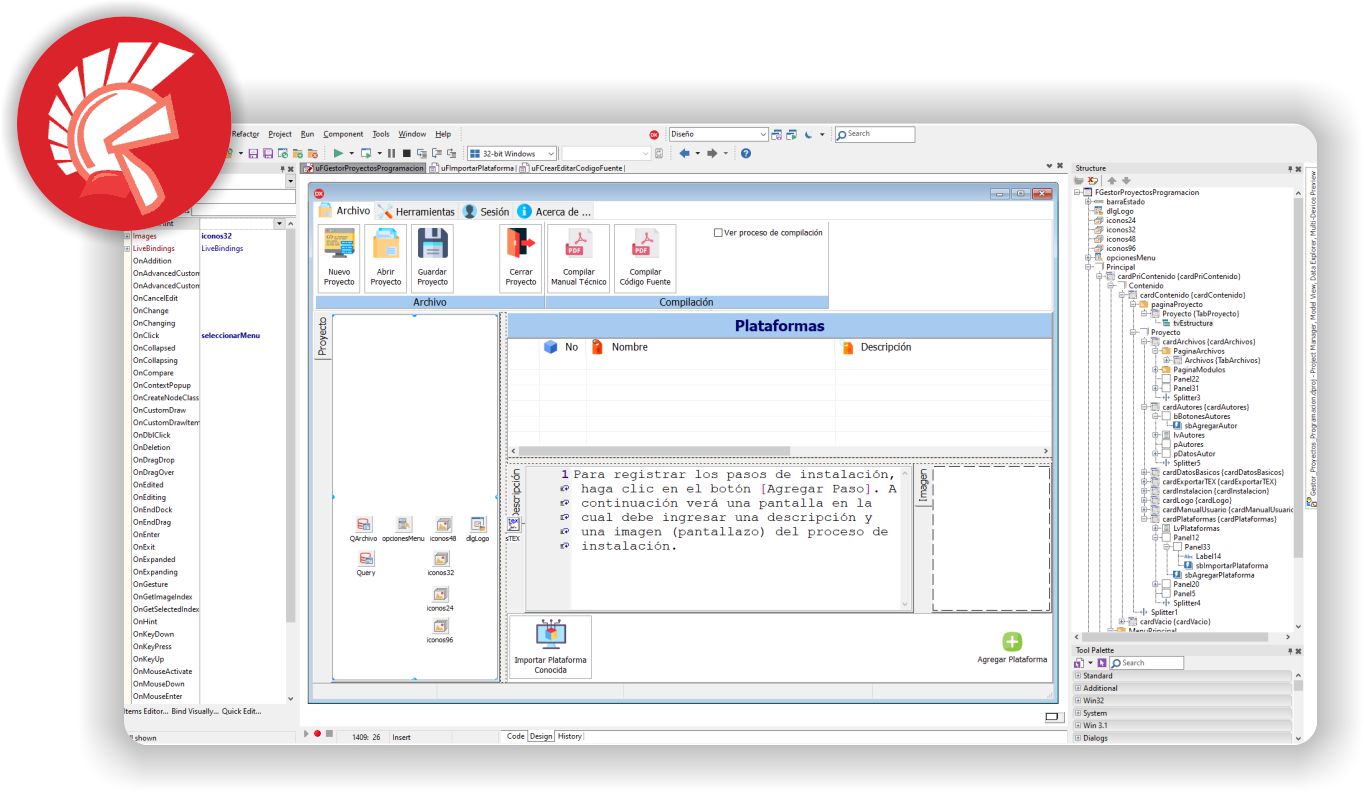 Refactor Project Run Component Tools Window Help
Diseño
Search
32-bit Windows
uFGestorProyectosProgramacion uFImportarPlataforma uFCrearEditarCodigoFuente
Images iconos32
LiveBindings LiveBindings
OnAddition
OnAdvancedCustom
OnAdvancedCustom
OnCancelEdit
OnChange
OnChanging
OnClick seleccionarMenu
OnCollapsed
OnCollapsing
OnCompare
OnContextPopup
OnCreateNodeClass
OnCustomDraw
OnCustomDrawItem
OnDblClick
OnDeletion
OnDragDrop
OnDragOver
OnEdited
OnEditing
OnEndDock
OnEndDrag
OnEnter
OnExit
OnExpanded
OnExpanding
OnGesture
OnGetImageIndex
OnGetSelectedIndex
OnHint
OnKeyDown
OnKeyPress
OnKeyUp
OnMouseActivate
OnMouseDown
OnMouseEnter
Items Editor... Bind Visually... Quick Edit...
shown
DX
Archivo Herramientas Sesión Acerca de ...
Nuevo Proyecto
Abrir Proyecto
Guardar Proyecto
Cerrar Proyecto
Archivo
PDF
Compilar Manual Técnico
PDF
Compilar Código Fuente
Ver proceso de compilación
Compilación
Proyecto
QArchivo opcionesMenu iconos48 dlgLogo
Query iconos32
iconos24
iconos96
Plataformas
No Nombre Descripción
Descripción
sTEX
1 Para registrar los pasos de instalación,
haga clic en el botón [Agregar Paso]. A
continuación verá una pantalla en la
cual debe ingresar una descripción y
una imagen (pantallazo) del proceso de
instalación.
Imagen
Importar Plataforma
Conocida
Agregar Plataforma
1409: 26 Insert
Code Design History
Structure
FGestorProyectosProgramacion
barraEstado
dlgLogo
iconos24
iconos32
iconos48
iconos96
opcionesMenu
Principal
cardPriContenido {cardPriContenido}
Contenido
cardContenido {cardContenido}
paginaProyecto
Proyecto {TabProyecto}
tvEstructura
Proyecto
cardArchivos {cardArchivos}
PaginaArchivos
Archivos {TabArchivos}
PaginaModulos
Panel22
Panel31
Splitter3
cardAutores {cardAutores}
bBotonesAutores
sbAgregarAutor
lvAutores
pAutores
pDatosAutor
Splitter5
cardDatosBasicos {cardDatosBasicos}
cardExportarTEX {cardExportarTEX}
cardInstalacion {cardInstalacion}
cardLogo {cardLogo}
cardManualUsuario {cardManualUsuario
cardPlataformas {cardPlataformas}
LvPlataformas
Panel12
Panel33
Label14
sbImportarPlataforma
sbAgregarPlataforma
Panel20
Panel5
Splitter4
Splitter1
cardVacio {cardVacio}
MenuPrincipal
Tool Palette
Search
Standard
Additional
Win32
System
Win 3.1
Dialogs
Gestor_Proyectos_Programacion.dproj - Project Manager, Model View, Data Explorer, Multi-Device Preview